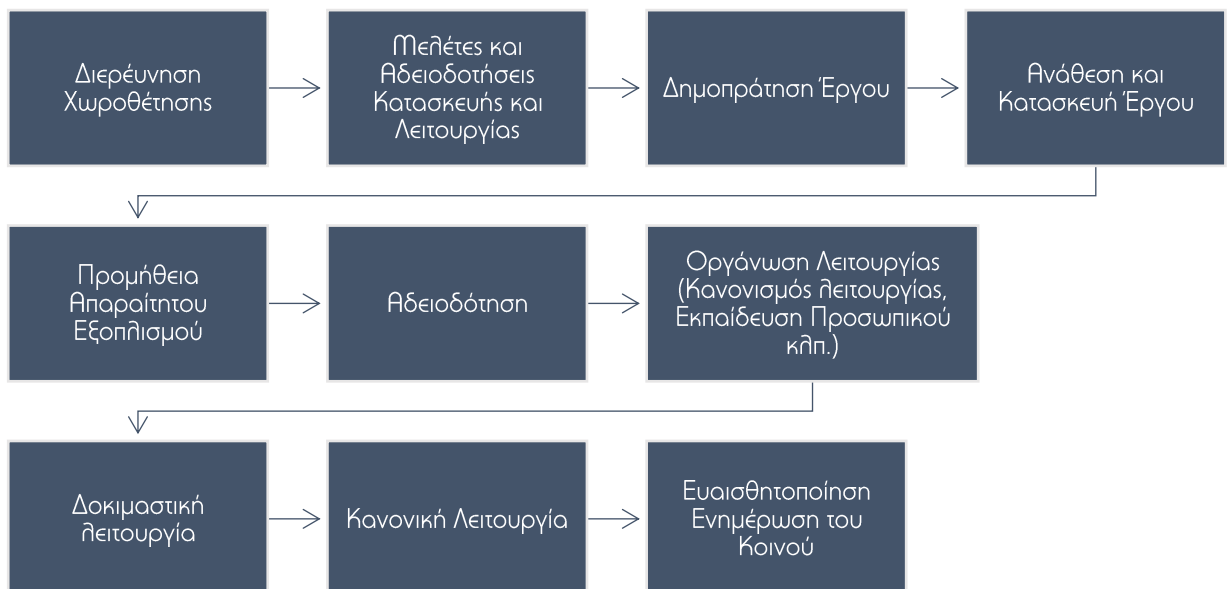 Διερέυνηση
Χωροθέτησης
Μελέτες και
Αδειοδοτήσεις
Κατασκευής και
Λειτουργίας
Δημοπράτηση Έργου
Ανάθεση και
Κατασκευή Έργου
Προμήθεια
Απαραίτητου
Εξοπλισμού
Αδειοδότηση
Οργάνωση Λειτουργίας
(Κανονισμός λειτουργίας,
Εκπαίδευση Προσωπικού
κλπ.)
Δοκιμαστική
λειτουργία
Κανονική Λειτουργία
Ευαισθητοποίηση
Ενημέρωση του
Κοινού